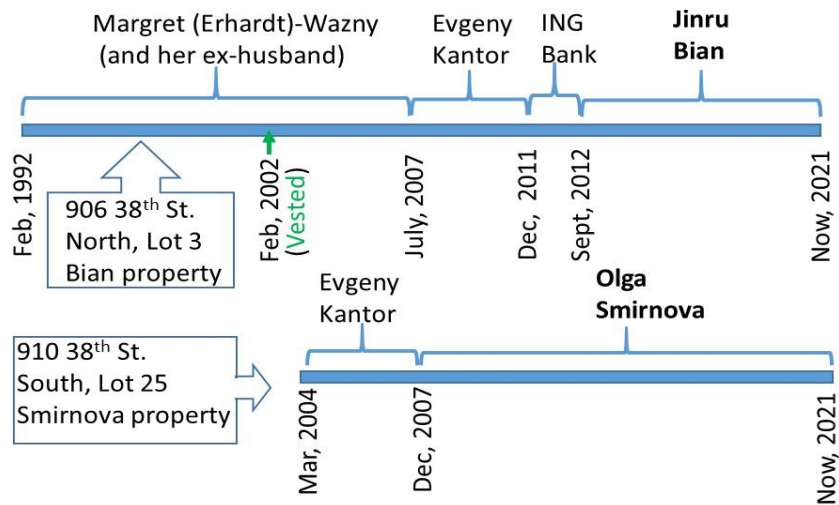 Margret (Erhardt)-Wazny
(and her ex-husband)
Evgeny
Kantor
ING
Bank
Jinru
Bian
Feb, 1992
Feb, 2002
(Vested)
July, 2007
Dec, 2011
Sept, 2012
Now, 2021
906 38th St.
North, Lot 3
Bian property
Evgeny
Kantor
Olga
Smirnova
910 38th St.
South, Lot 25
Smirnova property
Mar, 2004
Dec, 2007
Nov, 2021